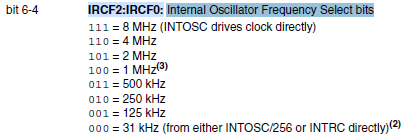 bit 6-4 IRCF2:IRCF0: Internal Oscillator Frequency Select bits
111 = 8 MHz (INTOSC drives clock directly)
110 = 4 MHz
101 = 2 MHz
100 = 1 MHz(3)
011 = 500 kHz
010 = 250 kHz
001 = 125 kHz
000 = 31 kHz (from either INTOSC/256 or INTRC directly)(2)